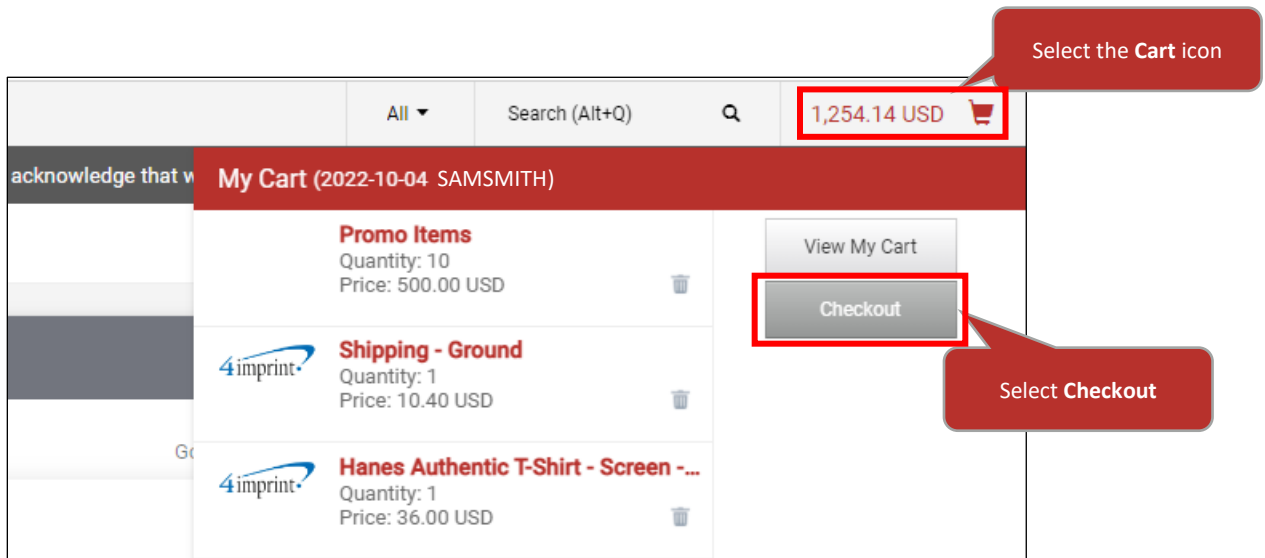 Select the Cart icon
All
Search (Alt+Q)
1,254.14 USD
acknowledge that w
My Cart (2022-10-04 SAMSMITH)
Promo Items
Quantity: 10
Price: 500.00 USD
View My Cart
Checkout
4imprint
Shipping - Ground
Quantity: 1
Price: 10.40 USD
Select Checkout
Go
4imprint
Hanes Authentic T-Shirt - Screen -...
Quantity: 1
Price: 36.00 USD